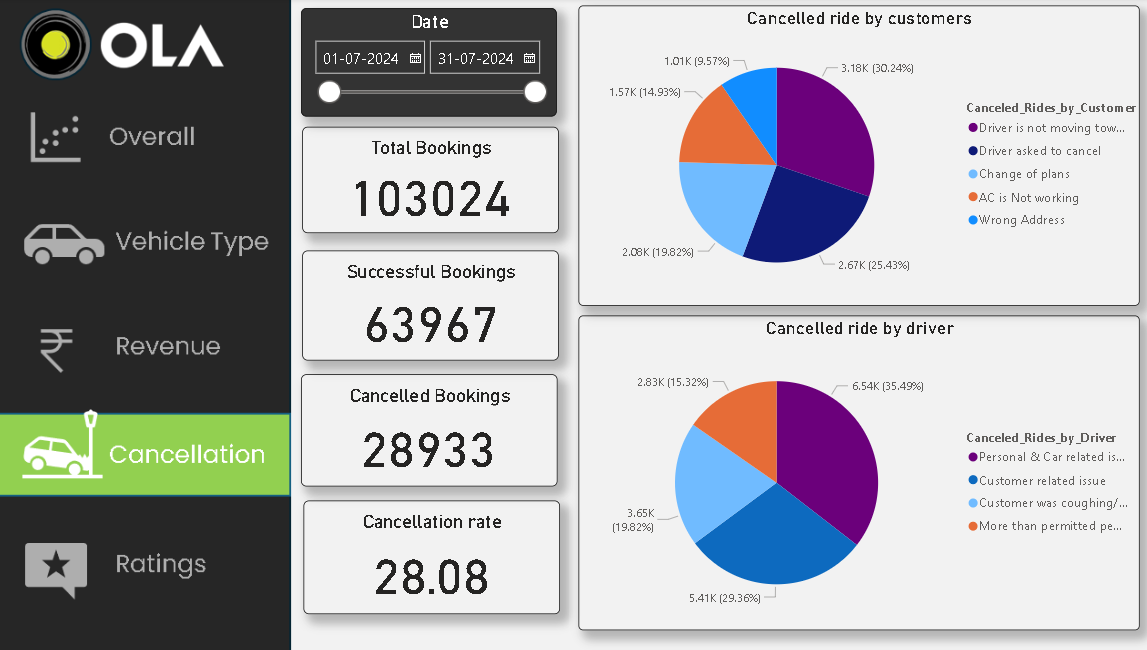 OLA
Overall
Vehicle Type
Revenue
Cancellation
Ratings
Date
01-07-2024
31-07-2024
Total Bookings
103024
Successful Bookings
63967
Cancelled Bookings
28933
Cancellation rate
28.08
Cancelled ride by customers
1.01K (9.57%)
3.18K (30.24%)
1.57K (14.93%)
2.08K (19.82%)
2.67K (25.43%)
Canceled_Rides_by_Customer
Driver is not moving tow...
Driver asked to cancel
Change of plans
AC is Not working
Wrong Address
Cancelled ride by driver
2.83K (15.32%)
6.54K (35.49%)
3.65K
(19.82%)
5.41K (29.36%)
Canceled_Rides_by_Driver
Personal & Car related is...
Customer related issue
Customer was coughing/...
More than permitted pe...